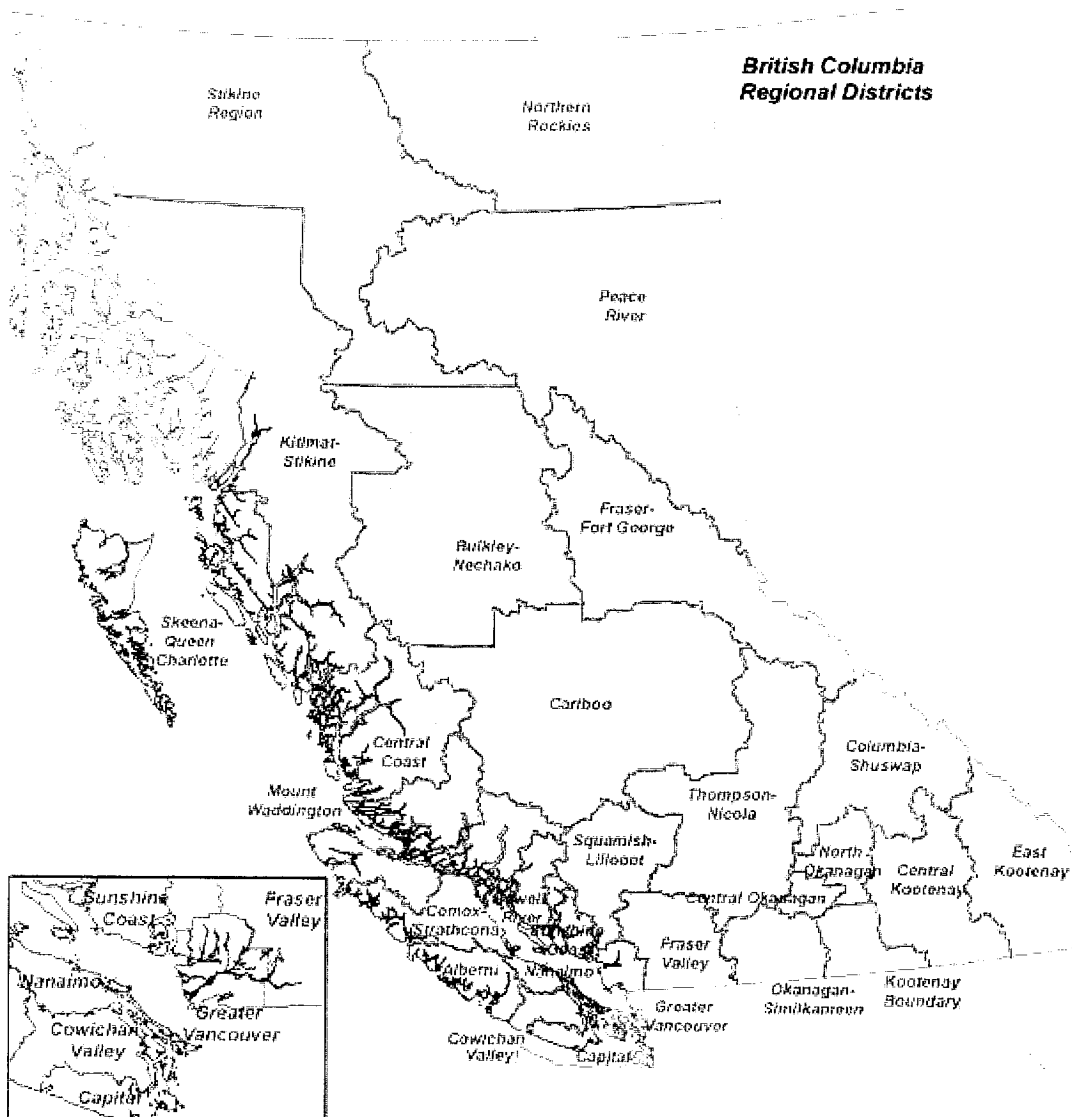 British Columbia
Regional Districts
Stikine
Region
Northern
Rockies
Peace
River
Kitimat-
Stikine
Fraser-
Fort George
Bulkley-
Nechako
Skeena-
Queen
Charlotte
Cariboo
Central
Coast
Columbia-
Shuswap
Mount
Waddington
Thompson-
Nicola
Squamish-
Lillooet
North
Okanagan
Central
Kootenay
East
Kootenay
Central Okanagan
Comox-
Strathcona
River
Sunshine
Coast
Fraser
Valley
Alberni
Nanaimo
Okanagan-
Similkameen
Kootenay
Boundary
Greater
Vancouver
Cowichan
Valley
Capital
Sunshine
Coast
Fraser
Valley
Nanaimo
Greater
Vancouver
Cowichan
Valley
Capital